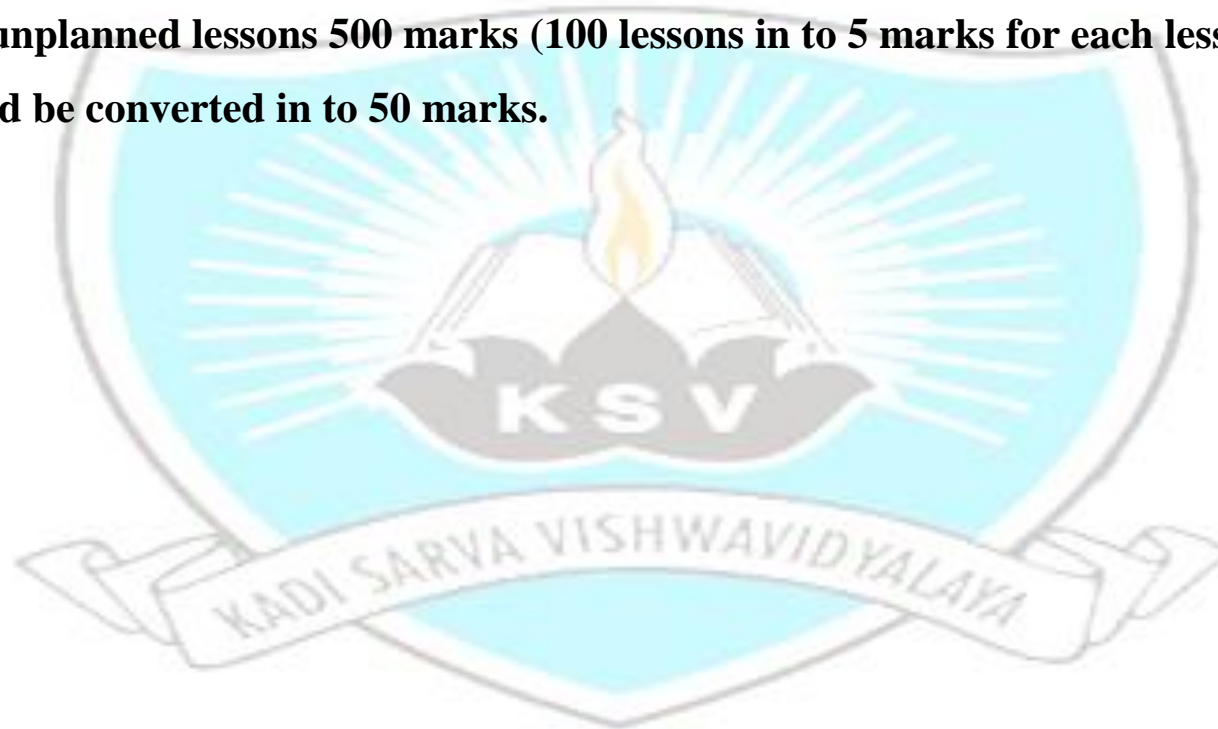 unplanned lessons 500 marks (100 lessons in to 5 marks for each less
d be converted in to 50 marks.
KSV
KADI SARVA VISHWAVIDYALAYA